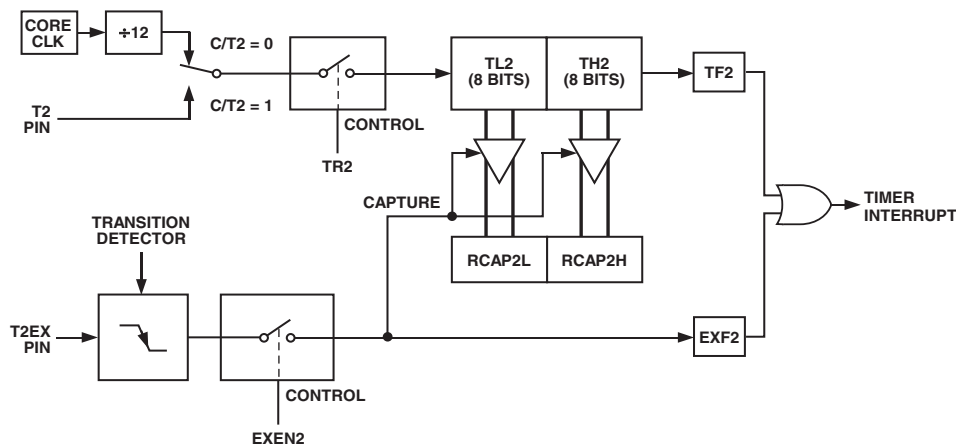 CORE
CLK
÷12
C/T2 = 0
C/T2 = 1
T2
PIN
CONTROL
TR2
TL2
(8 BITS)
TH2
(8 BITS)
TF2
CAPTURE
TIMER
INTERRUPT
TRANSITION
DETECTOR
RCAP2L
RCAP2H
T2EX
PIN
EXF2
CONTROL
EXEN2